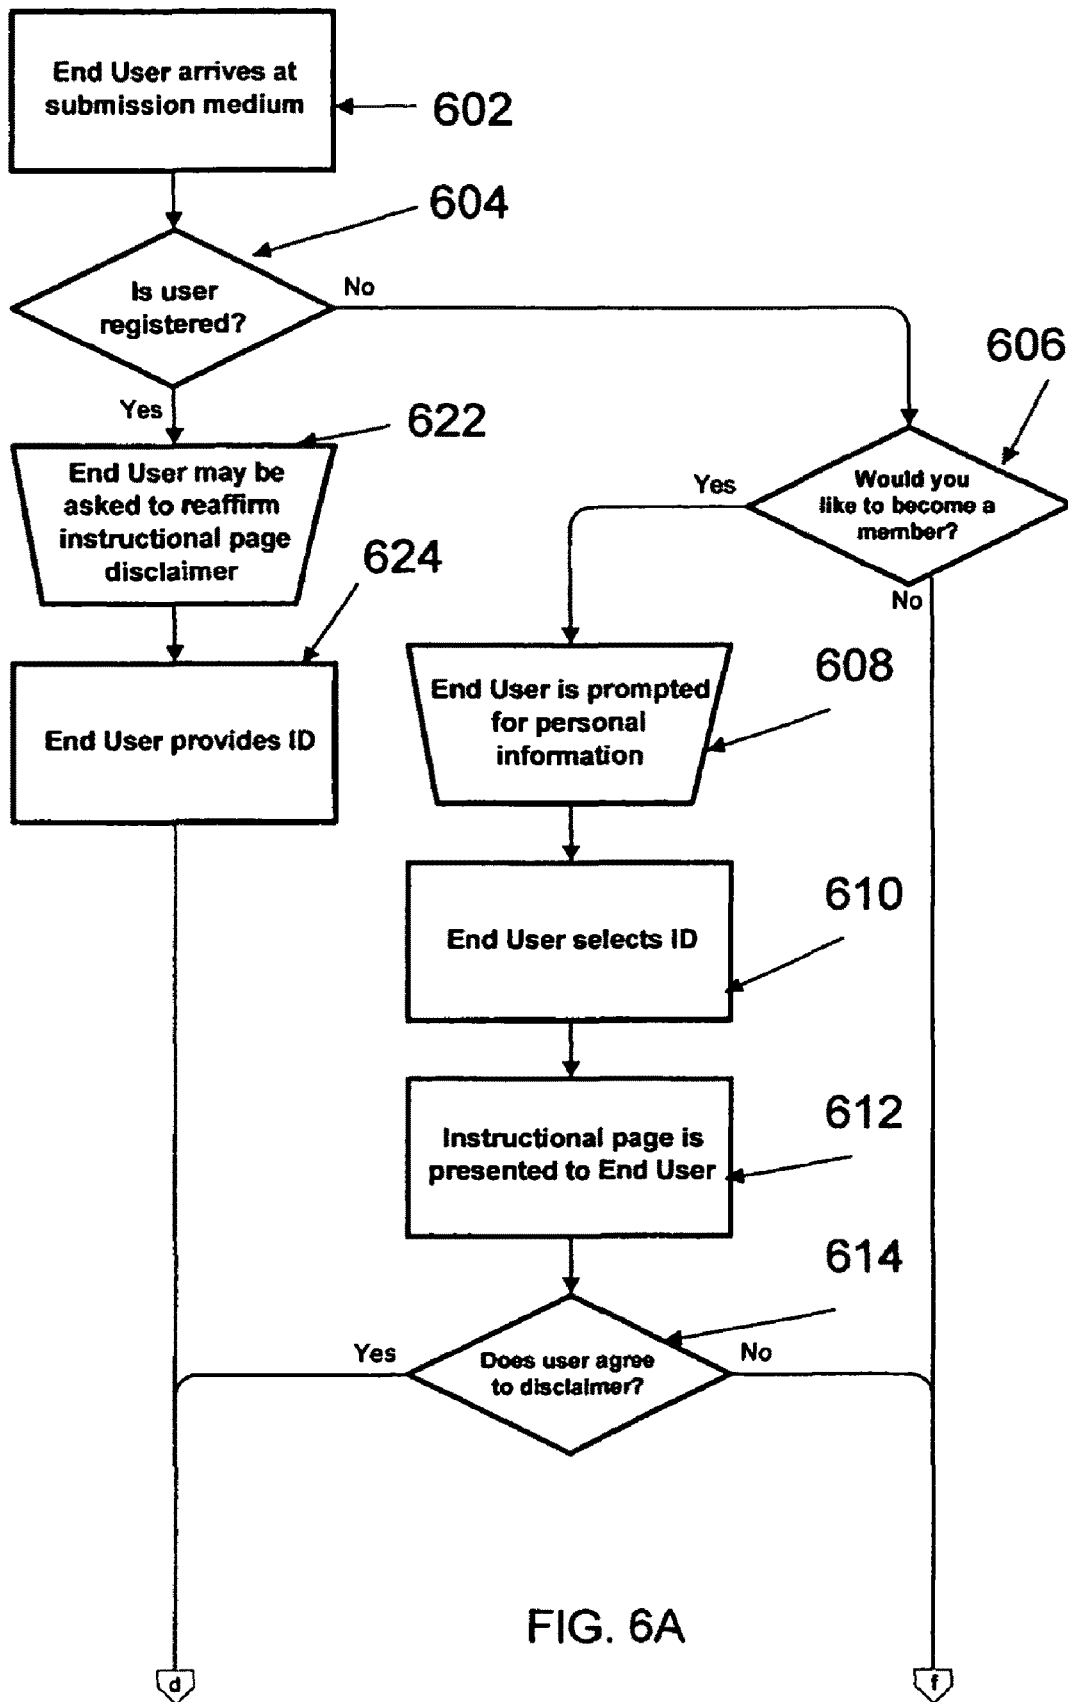 End User arrives at
submission medium
602
604
Is user
registered?
No
Yes
606
Would you
like to become a
member?
Yes
No
622
End User may be
asked to reaffirm
instructional page
disclaimer
624
End User provides ID
608
End User is prompted
for personal
information
610
End User selects ID
612
Instructional page is
presented to End User
614
Does user agree
to disclaimer?
Yes
No
FIG. 6A
d
f